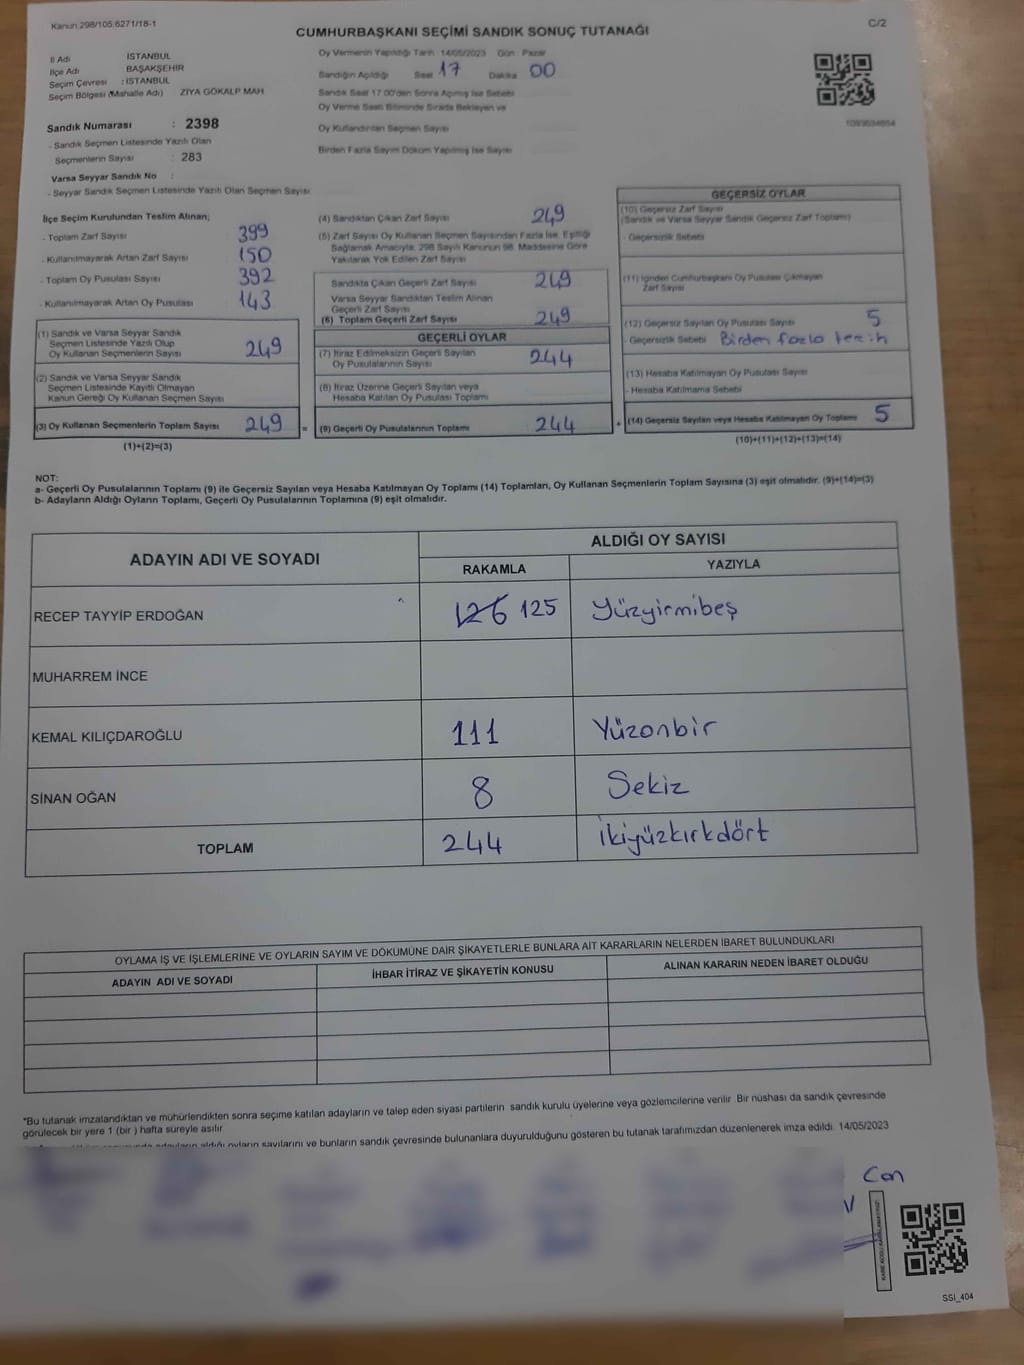 Kanun 298/105.6271/18-1
C/2
CUMHURBAŞKANI SEÇİMİ SANDIK SONUÇ TUTANAĞI
İl Adı İSTANBUL
İlçe Adı BAŞAKŞEHİR
Seçim Çevresi : İSTANBUL
Seçim Bölgesi (Mahalle Adı) ZİYA GÖKALP MAH
Sandık Numarası : 2398
- Sandık Seçmen Listesinde Yazılı Olan
Seçmenlerin Sayısı : 283
Varsa Seyyar Sandık No :
- Seyyar Sandık Seçmen Listesinde Yazılı Olan Seçmen Sayısı
Oy Vermenin Yapıldığı Tarih 14/05/2023 Gün Pazar
Sandığın Açıldığı Saat 17 Dakika 00
Sandık Saat 17.00'den Sonra Açılmış İse Sebebi
Oy Verme Saati Bitiminde Sırada Bekleyen ve
Oy Kullandırılan Seçmen Sayısı
Birden Fazla Sayım Döküm Yapılmış İse Sayısı
İlçe Seçim Kurulundan Teslim Alınan;
- Toplam Zarf Sayısı 399
- Kullanılmayarak Artan Zarf Sayısı 150
- Toplam Oy Pusulası Sayısı 392
- Kullanılmayarak Artan Oy Pusulası 143
(1) Sandık ve Varsa Seyyar Sandık
Seçmen Listesinde Yazılı Olup
Oy Kullanan Seçmenlerin Sayısı 249
(2) Sandık ve Varsa Seyyar Sandık
Seçmen Listesinde Kayıtlı Olmayan
Kanun Gereği Oy Kullanan Seçmen Sayısı
(3) Oy Kullanan Seçmenlerin Toplam Sayısı 249
(1)+(2)=(3)
(4) Sandıktan Çıkan Zarf Sayısı 249
(5) Zarf Sayısı Oy Kullanan Seçmen Sayısından Fazla İse, Eşitliği
Sağlamak Amacıyla, 298 Sayılı Kanunun 98. Maddesine Göre
Yakılarak Yok Edilen Zarf Sayısı
Sandıkta Çıkan Geçerli Zarf Sayısı 249
Varsa Seyyar Sandıktan Teslim Alınan
Geçerli Zarf Sayısı
(6) Toplam Geçerli Zarf Sayısı 249
GEÇERLİ OYLAR
(7) İtiraz Edilmeksizin Geçerli Sayılan
Oy Pusulalarının Sayısı 244
(8) İtiraz Üzerine Geçerli Sayılan veya
Hesaba Katılan Oy Pusulası Toplamı
= (9) Geçerli Oy Pusulalarının Toplamı 244
GEÇERSİZ OYLAR
(10) Geçersiz Zarf Sayısı
(Sandık ve Varsa Seyyar Sandık Geçersiz Zarf Toplamı)
- Geçersizlik Sebebi
(11) İçinden Cumhurbaşkanı Oy Pusulası Çıkmayan
Zarf Sayısı
(12) Geçersiz Sayılan Oy Pusulası Sayısı 5
- Geçersizlik Sebebi Birden fazla tercih
(13) Hesaba Katılmayan Oy Pusulası Sayısı
- Hesaba Katılmama Sebebi
+ (14) Geçersiz Sayılan veya Hesaba Katılmayan Oy Toplamı 5
(10)+(11)+(12)+(13)=(14)
NOT:
a- Geçerli Oy Pusulalarının Toplamı (9) ile Geçersiz Sayılan veya Hesaba Katılmayan Oy Toplamı (14) Toplamları, Oy Kullanan Seçmenlerin Toplam Sayısına (3) eşit olmalıdır. (9)+(14)=(3)
b- Adayların Aldığı Oyların Toplamı, Geçerli Oy Pusulalarının Toplamına (9) eşit olmalıdır.
ADAYIN ADI VE SOYADI
ALDIĞI OY SAYISI
RAKAMLA YAZIYLA
RECEP TAYYİP ERDOĞAN 126 125 Yüzyirmibeş
MUHARREM İNCE
KEMAL KILIÇDAROĞLU 111 Yüzonbir
SİNAN OĞAN 8 Sekiz
TOPLAM 244 İkiyüzkırkdört
OYLAMA İŞ VE İŞLEMLERİNE VE OYLARIN SAYIM VE DÖKÜMÜNE DAİR ŞİKAYETLERLE BUNLARA AİT KARARLARIN NELERDEN İBARET BULUNDUKLARI
ADAYIN ADI VE SOYADI İHBAR İTİRAZ VE ŞİKAYETİN KONUSU ALINAN KARARIN NEDEN İBARET OLDUĞU
*Bu tutanak imzalandıktan ve mühürlendikten sonra seçime katılan adayların ve talep eden siyasi partilerin sandık kurulu üyelerine veya gözlemcilerine verilir. Bir nüshası da sandık çevresinde
görülecek bir yere 1 (bir ) hafta süreyle asılır.
adayların aldığı oyların sayılarını ve bunların sandık çevresinde bulunanlara duyurulduğunu gösteren bu tutanak tarafımızdan düzenlenerek imza edildi. 14/05/2023
Can
SSI_404